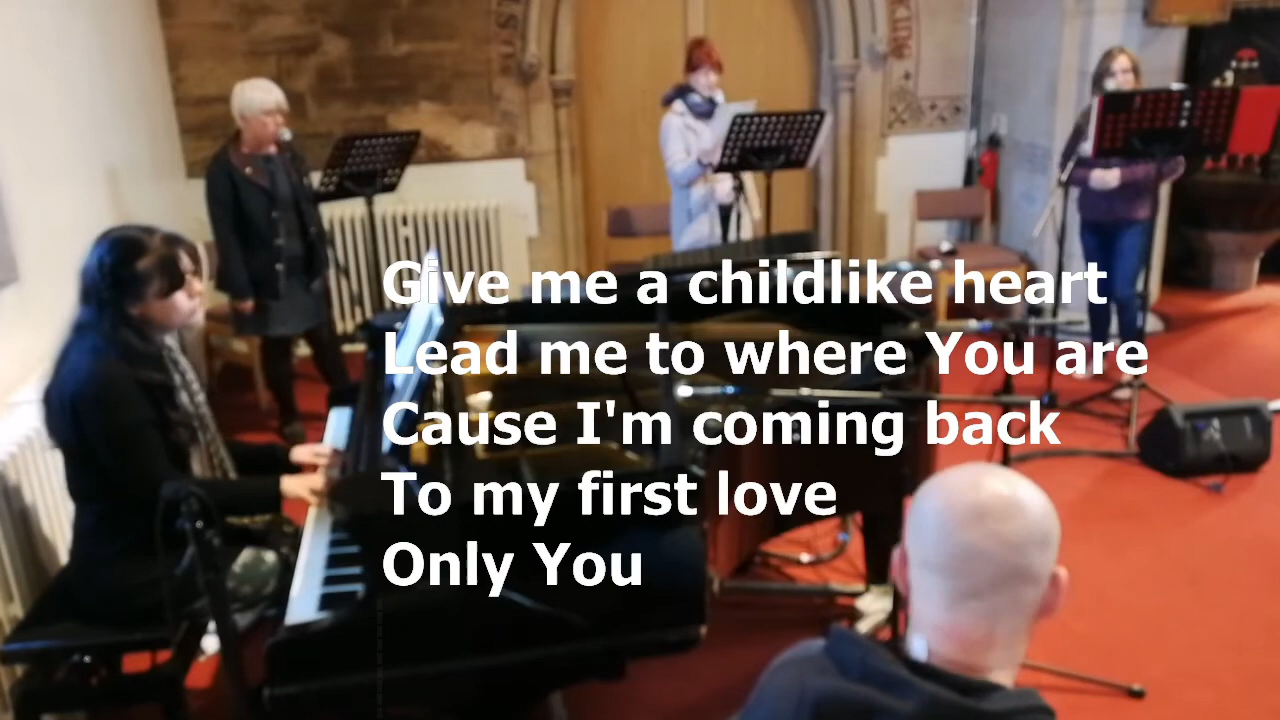 Give me a childlike heart
Lead me to where You are
Cause I'm coming back
To my first love
Only You